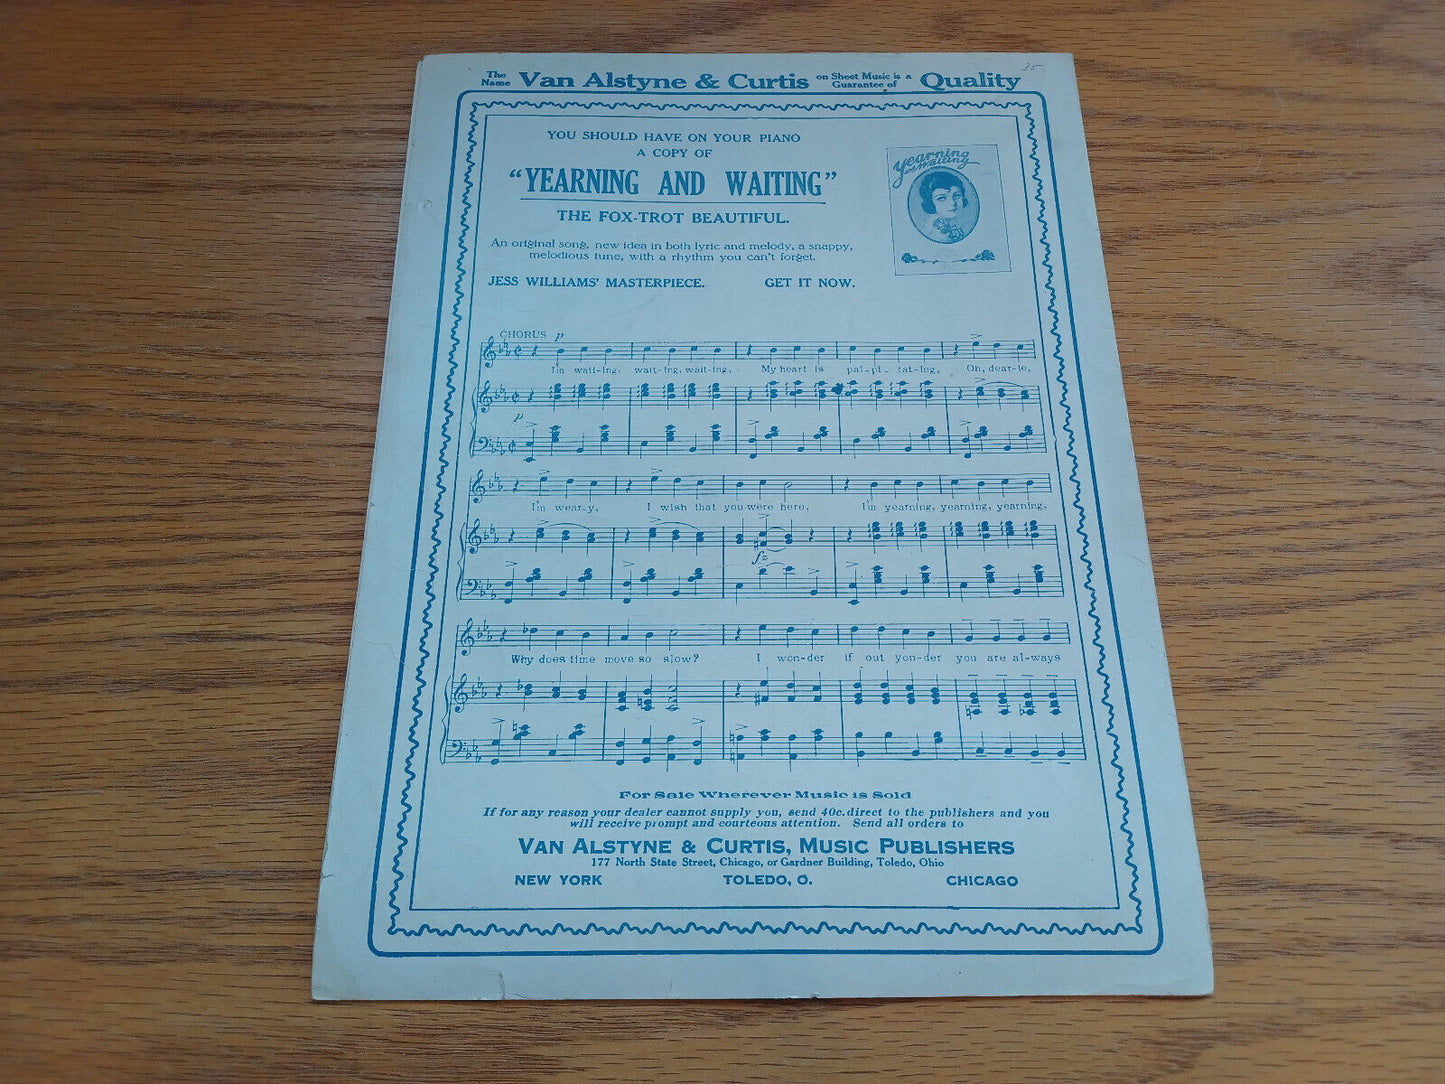 The Name Van Alstyne & Curtis on Sheet Music is a Guarantee of Quality
35
YOU SHOULD HAVE ON YOUR PIANO
A COPY OF
"YEARNING AND WAITING"
THE FOX-TROT BEAUTIFUL.
An original song, new idea in both lyric and melody, a snappy,
melodious tune, with a rhythm you can't forget.
JESS WILLIAMS' MASTERPIECE. GET IT NOW.
Yearning
and Waiting
CHORUS p
I'm wait-ing, wait-ing, wait-ing, My heart is pal-pi-tat-ing, Oh, dear-ie,
p
I'm wear-y, I wish that you were here, I'm yearning, yearning, yearning,
fz
Why does time move so slow? I won-der if out yon-der you are al-ways
For Sale Wherever Music is Sold
If for any reason your dealer cannot supply you, send 40c. direct to the publishers and you
will receive prompt and courteous attention. Send all orders to
VAN ALSTYNE & CURTIS, MUSIC PUBLISHERS
177 North State Street, Chicago, or Gardner Building, Toledo, Ohio
NEW YORK TOLEDO, O. CHICAGO